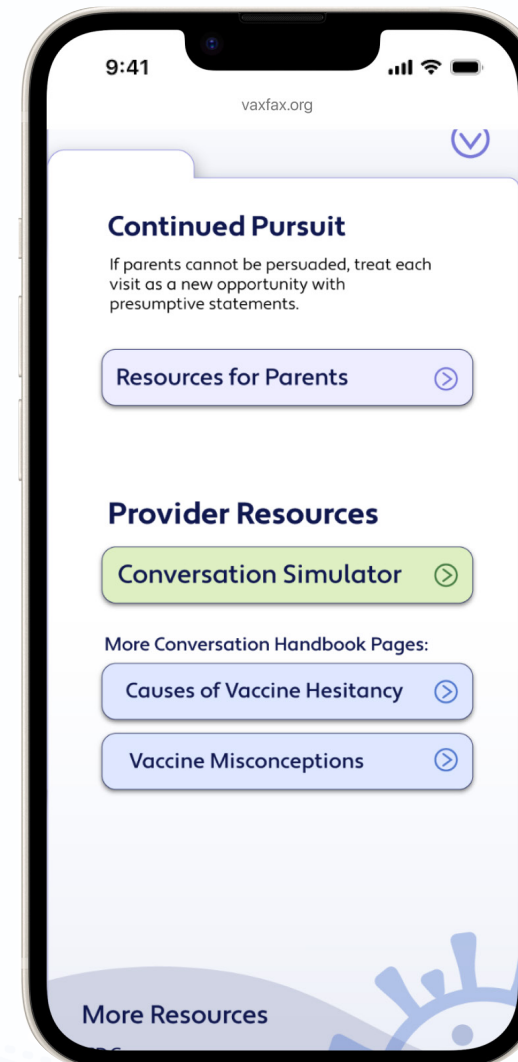 9:41
vaxfax.org
Continued Pursuit
If parents cannot be persuaded, treat each
visit as a new opportunity with
presumptive statements.
Resources for Parents
Provider Resources
Conversation Simulator
More Conversation Handbook Pages:
Causes of Vaccine Hesitancy
Vaccine Misconceptions
More Resources